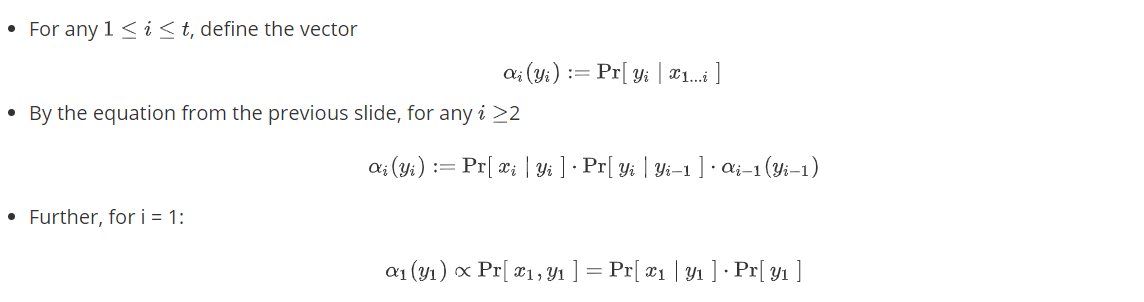 • For any 1 ≤ i ≤ t, define the vector
αᵢ(yᵢ) := Pr[ yᵢ | x₁...ᵢ ]
• By the equation from the previous slide, for any i ≥2
αᵢ(yᵢ) := Pr[ xᵢ | yᵢ ] · Pr[ yᵢ | yᵢ₋₁ ] · αᵢ₋₁(yᵢ₋₁)
• Further, for i = 1:
α₁(y₁) ∝ Pr[ x₁, y₁ ] = Pr[ x₁ | y₁ ] · Pr[ y₁ ]